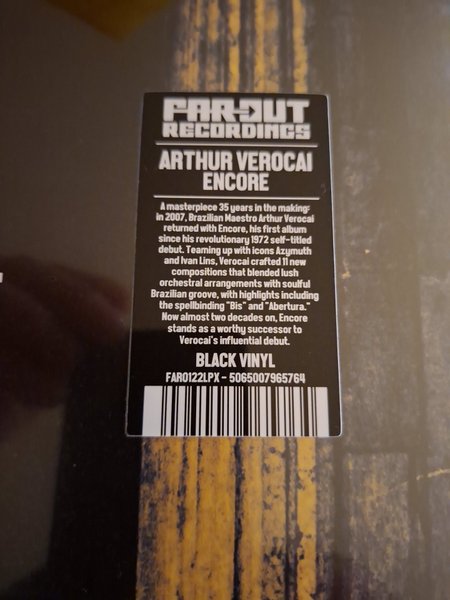 FAR-OUT
RECORDINGS
ARTHUR VEROCAI
ENCORE
A masterpiece 35 years in the making:
in 2007, Brazilian Maestro Arthur Verocai
returned with Encore, his first album
since his revolutionary 1972 self-titled
debut. Teaming up with icons Azymuth
and Ivan Lins, Verocai crafted 11 new
compositions that blended lush
orchestral arrangements with soulful
Brazilian groove, with highlights including
the spellbinding "Bis" and "Abertura."
Now almost two decades on, Encore
stands as a worthy successor to
Verocai's influential debut.
BLACK VINYL
FARO122LPX - 5065007965764